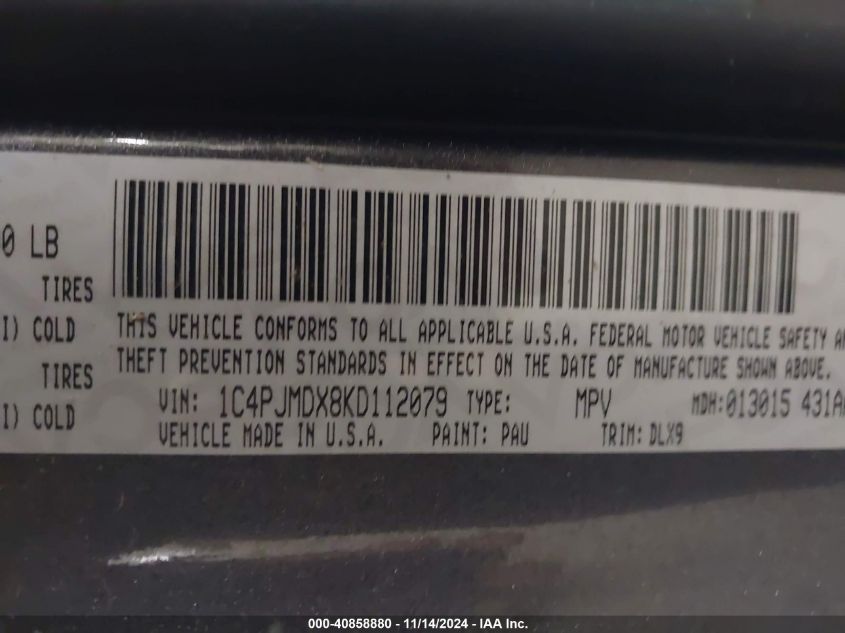 0 LB
TIRES
I) COLD
TIRES
I) COLD
THIS VEHICLE CONFORMS TO ALL APPLICABLE U.S.A. FEDERAL MOTOR VEHICLE SAFETY
THEFT PREVENTION STANDARDS IN EFFECT ON THE DATE OF MANUFACTURE SHOWN ABOVE.
VIN: 1C4PJMDX8KD112079 TYPE: MPV MDH:013015 431A
VEHICLE MADE IN U.S.A. PAINT: PAU TRIM: DLX9
000-40858880 - 11/14/2024 - IAA Inc.